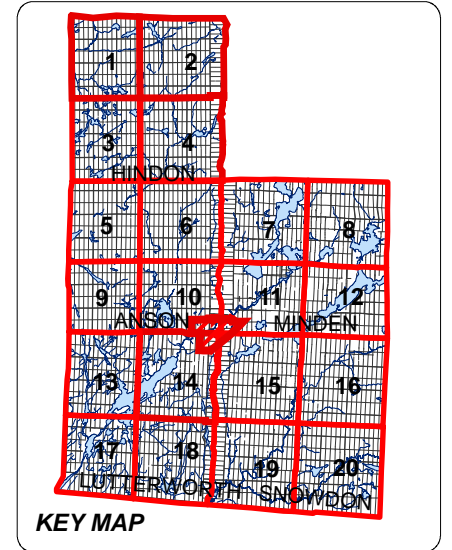 1 2
3 4
HINDON
5 6 7 8
9 10 11 12
ANSON MINDEN
13 14 15 16
17 18 19 20
LUTTERWORTH SNOWDON
KEY MAP